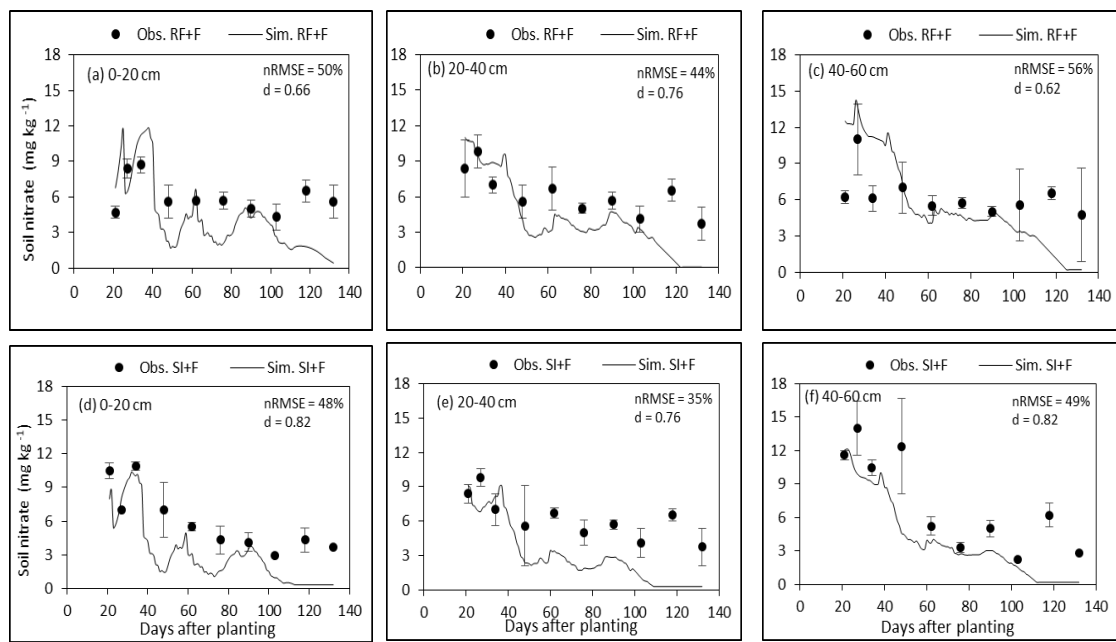 Obs. RF+F Sim. RF+F
(a) 0-20 cm
nRMSE = 50%
d = 0.66
18
15
12
9
6
3
0
0 20 40 60 80 100 120 140
Soil nitrate (mg kg -1)
Obs. RF+F Sim. RF+F
(b) 20-40 cm
nRMSE = 44%
d = 0.76
18
15
12
9
6
3
0
0 20 40 60 80 100 120 140
Obs. RF+F Sim. RF+F
(c) 40-60 cm
nRMSE = 56%
d = 0.62
18
15
12
9
6
3
0
0 20 40 60 80 100 120 140
Obs. SI+F Sim. SI+F
(d) 0-20 cm
nRMSE = 48%
d = 0.82
18
15
12
9
6
3
0
0 20 40 60 80 100 120 140
Soil nitrate (mg kg -1)
Days after planting
Obs. SI+F Sim. SI+F
(e) 20-40 cm
nRMSE = 35%
d = 0.76
18
15
12
9
6
3
0
0 20 40 60 80 100 120 140
Days after planting
Obs. SI+F Sim. SI+F
(f) 40-60 cm
nRMSE = 49%
d = 0.82
18
15
12
9
6
3
0
0 20 40 60 80 100 120 140
Days after planting